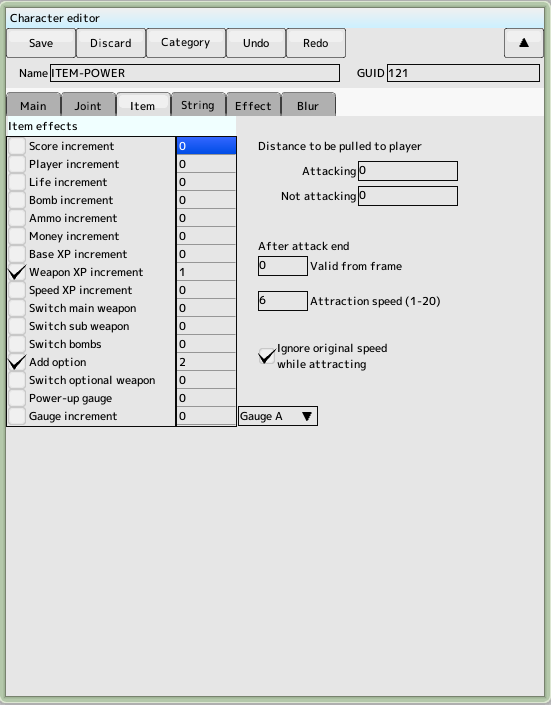 Character editor
Save Discard Category Undo Redo ▲
Name ITEM-POWER GUID 121
Main Joint Item String Effect Blur
Item effects
Score increment 0
Player increment 0
Life increment 0
Bomb increment 0
Ammo increment 0
Money increment 0
Base XP increment 0
Weapon XP increment 1
Speed XP increment 0
Switch main weapon 0
Switch sub weapon 0
Switch bombs 0
Add option 2
Switch optional weapon 0
Power-up gauge 0
Gauge increment 0 Gauge A ▼
Distance to be pulled to player
Attacking 0
Not attacking 0
After attack end
0 Valid from frame
6 Attraction speed (1-20)
Ignore original speed
while attracting